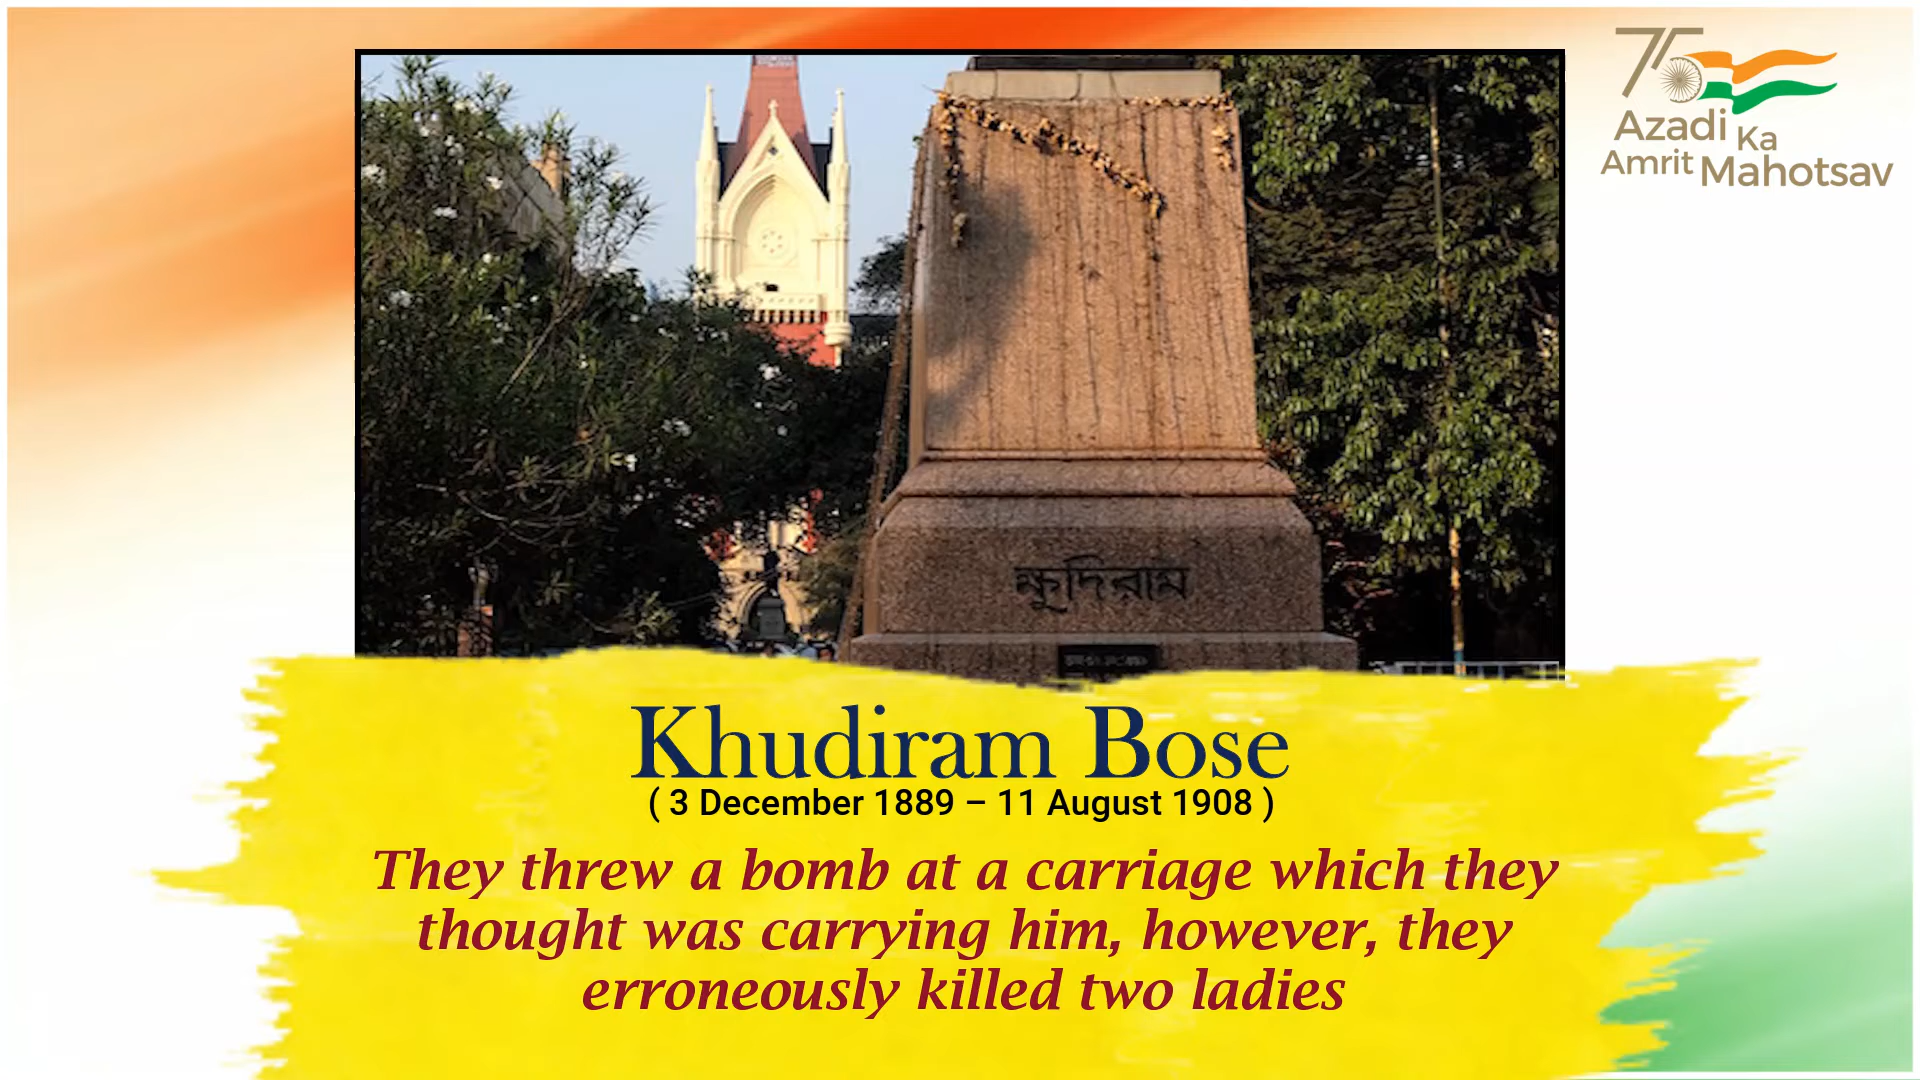 75
Azadi Ka
Amrit Mahotsav
ক্ষুদিরাম
Khudiram Bose
( 3 December 1889 – 11 August 1908 )
They threw a bomb at a carriage which they
thought was carrying him, however, they
erroneously killed two ladies